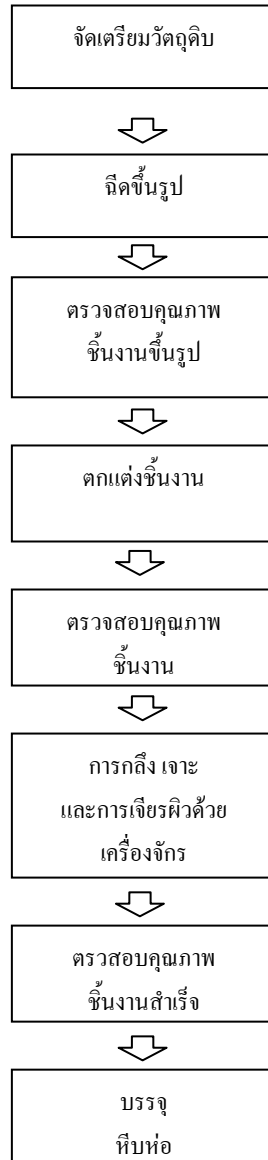 จัดเตรียมวัตถุดิบ
ฉีดขึ้นรูป
ตรวจสอบคุณภาพ
ชิ้นงานขึ้นรูป
ตกแต่งชิ้นงาน
ตรวจสอบคุณภาพ
ชิ้นงาน
การกลึง เจาะ
และการเจียรผิวด้วย
เครื่องจักร
ตรวสอบคุณภาพ
ชิ้นงานสำเร็จ
บรรจุ
หีบห่อ